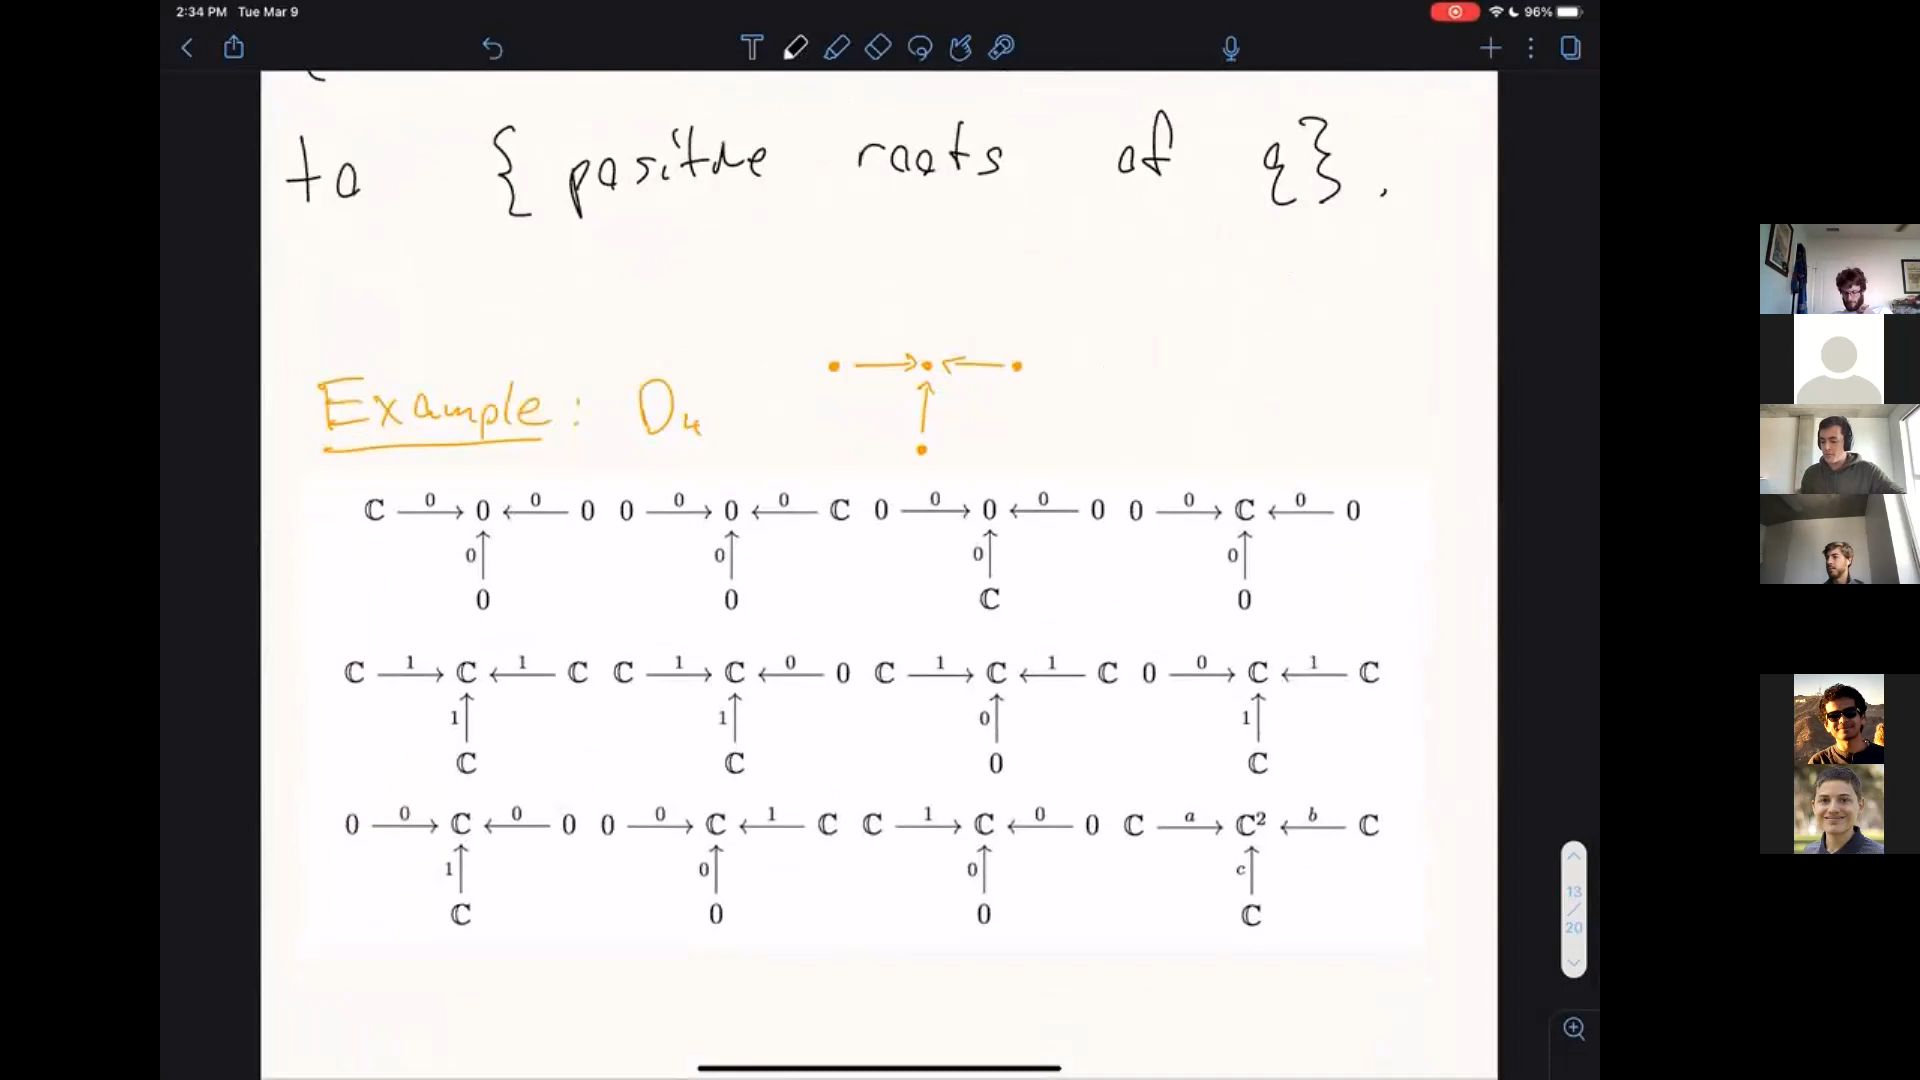 2:34 PM Tue Mar 9
96%
to { positive roots of q } .
Example : D₄
ℂ 0 0 0 0 0 0 0 0 ℂ 0 0 0 0 0 0 0 ℂ 0 0
0 0 0 0
0 0 ℂ 0
ℂ 1 ℂ 1 ℂ ℂ 1 ℂ 0 0 ℂ 1 ℂ 1 ℂ 0 0 ℂ 1 ℂ
1 1 0 1
ℂ ℂ 0 ℂ
0 0 ℂ 0 0 0 0 ℂ 1 ℂ ℂ 1 ℂ 0 0 ℂ a ℂ² b ℂ
1 0 0 c
ℂ 0 0 ℂ
13
/
20